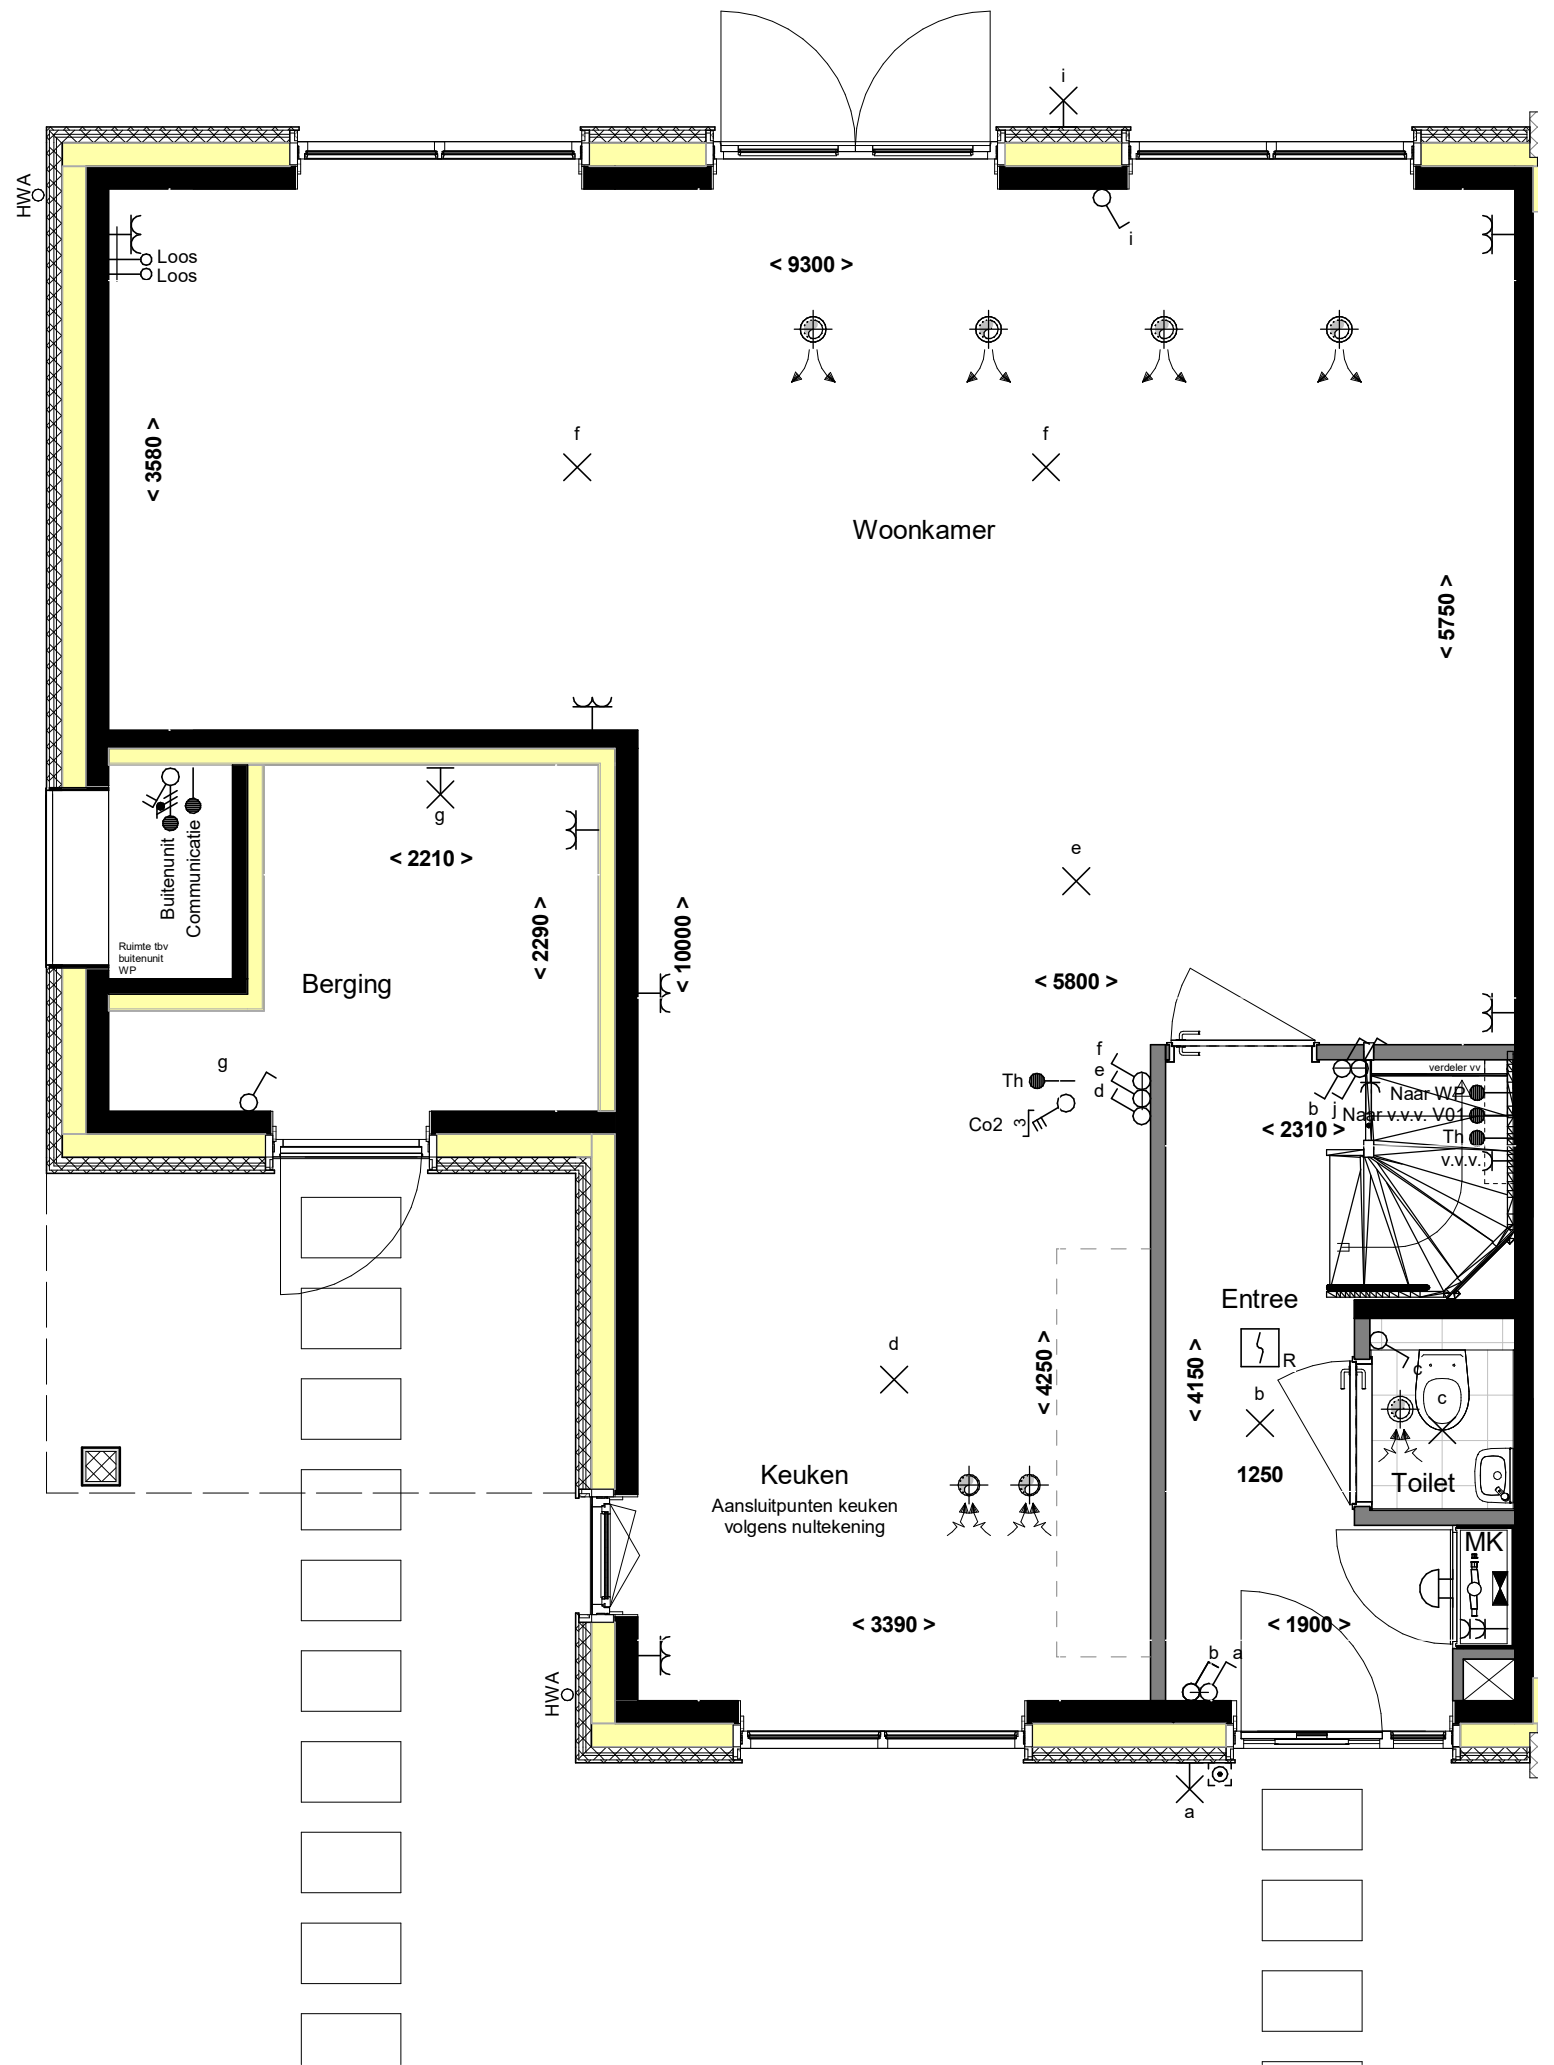 i
HWA
i
Loos
Loos
< 9300 >
< 3580 >
f
f
Woonkamer
< 5750 >
g
Buitenunit
Communicatie
< 2210 >
e
Ruimte tbv
buitenunit
WP
< 2290 >
< 10000 >
Berging
< 5800 >
g
f
e
d
Th
Co2
3
verdeler vv
Naar WP
b
j
Naar v.v.v. V01
< 2310 >
Th
v.v.v.
Entree
d
< 4250 >
< 4150 >
R
c
b
c
Keuken
1250
Toilet
Aansluitpunten keuken
volgens nultekening
MK
< 3390 >
< 1900 >
b
a
HWA
a